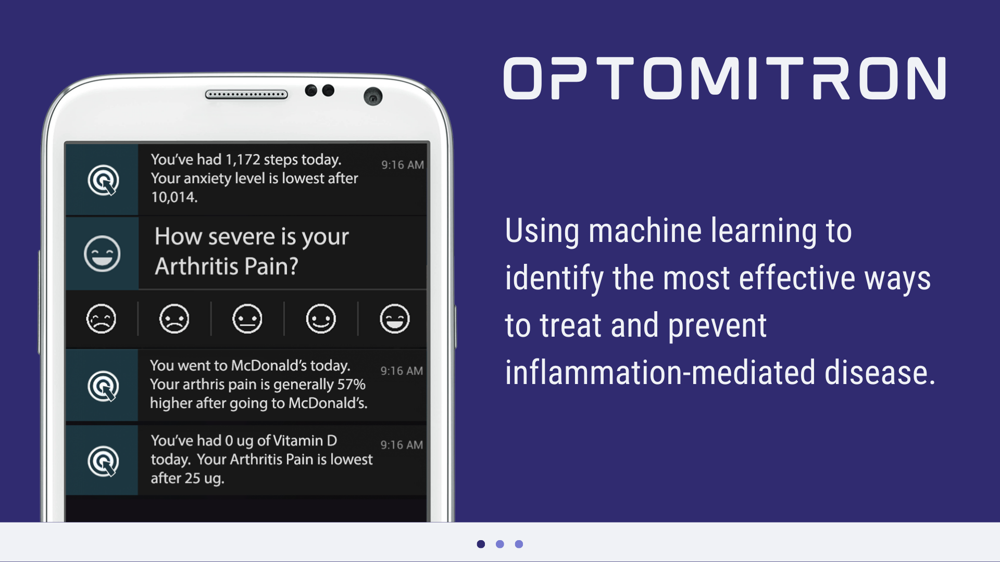 OPTOMITRON
Using machine learning to
identify the most effective ways
to treat and prevent
inflammation-mediated disease.
You’ve had 1,172 steps today.
Your anxiety level is lowest after
10,014.
9:16 AM
How severe is your
Arthritis Pain?
You went to McDonald’s today.
Your arthris pain is generally 57%
higher after going to McDonald’s.
9:16 AM
You’ve had 0 ug of Vitamin D
today.  Your Arthritis Pain is lowest
after 25 ug.
9:16 AM